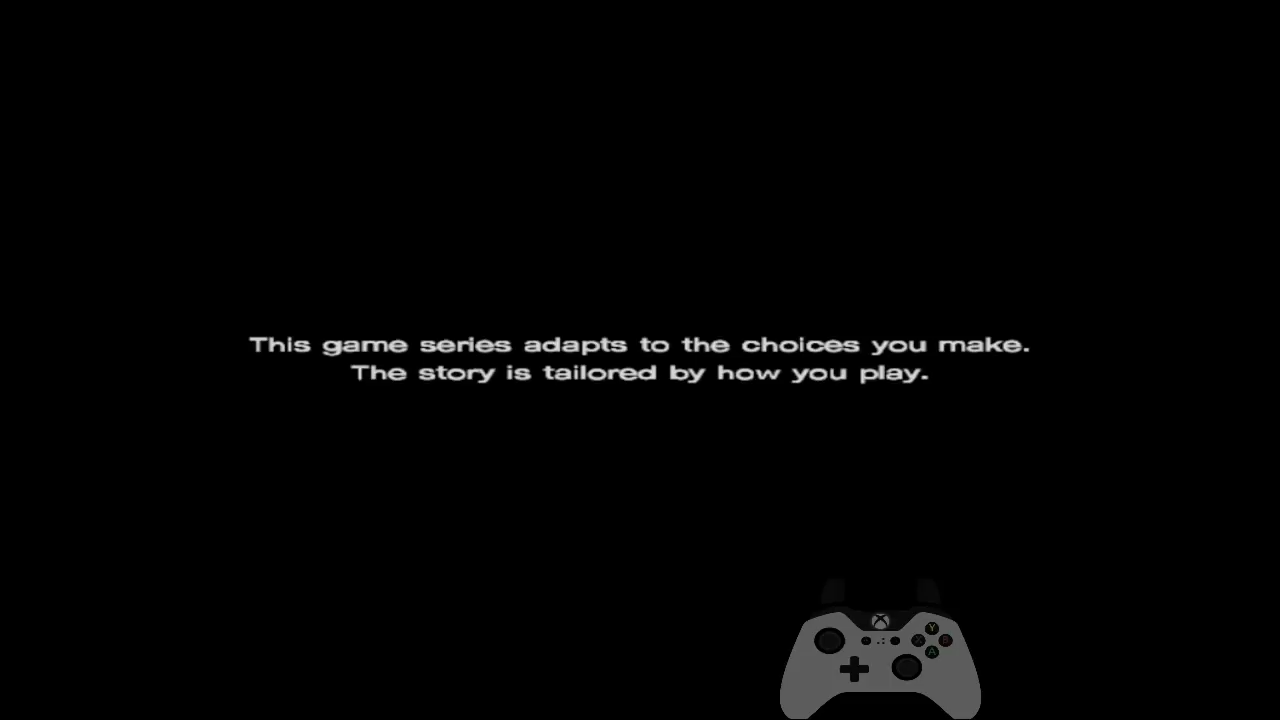 This game series adapts to the choices you make.
The story is tailored by how you play.
Y
X B
A